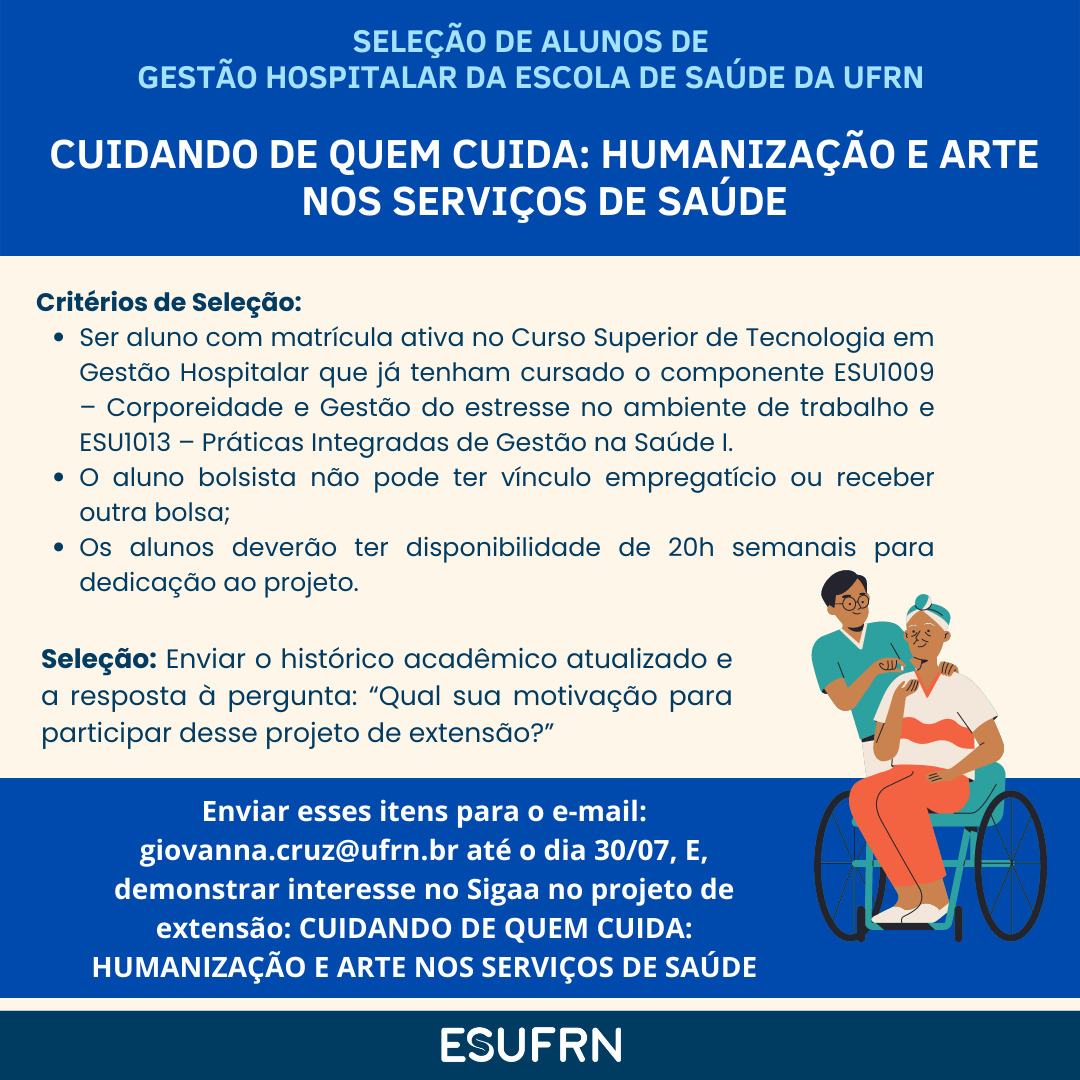 SELEÇÃO DE ALUNOS DE
GESTÃO HOSPITALAR DA ESCOLA DE SAÚDE DA UFRN
CUIDANDO DE QUEM CUIDA: HUMANIZAÇÃO E ARTE
NOS SERVIÇOS DE SAÚDE
Critérios de Seleção:
• Ser aluno com matrícula ativa no Curso Superior de Tecnologia em
Gestão Hospitalar que já tenham cursado o componente ESU1009
– Corporeidade e Gestão do estresse no ambiente de trabalho e
ESU1013 – Práticas Integradas de Gestão na Saúde I.
• O aluno bolsista não pode ter vínculo empregatício ou receber
outra bolsa;
• Os alunos deverão ter disponibilidade de 20h semanais para
dedicação ao projeto.
Seleção: Enviar o histórico acadêmico atualizado e
a resposta à pergunta: “Qual sua motivação para
participar desse projeto de extensão?”
Enviar esses itens para o e-mail:
giovanna.cruz@ufrn.br até o dia 30/07, E,
demonstrar interesse no Sigaa no projeto de
extensão: CUIDANDO DE QUEM CUIDA:
HUMANIZAÇÃO E ARTE NOS SERVIÇOS DE SAÚDE
ESUFRN